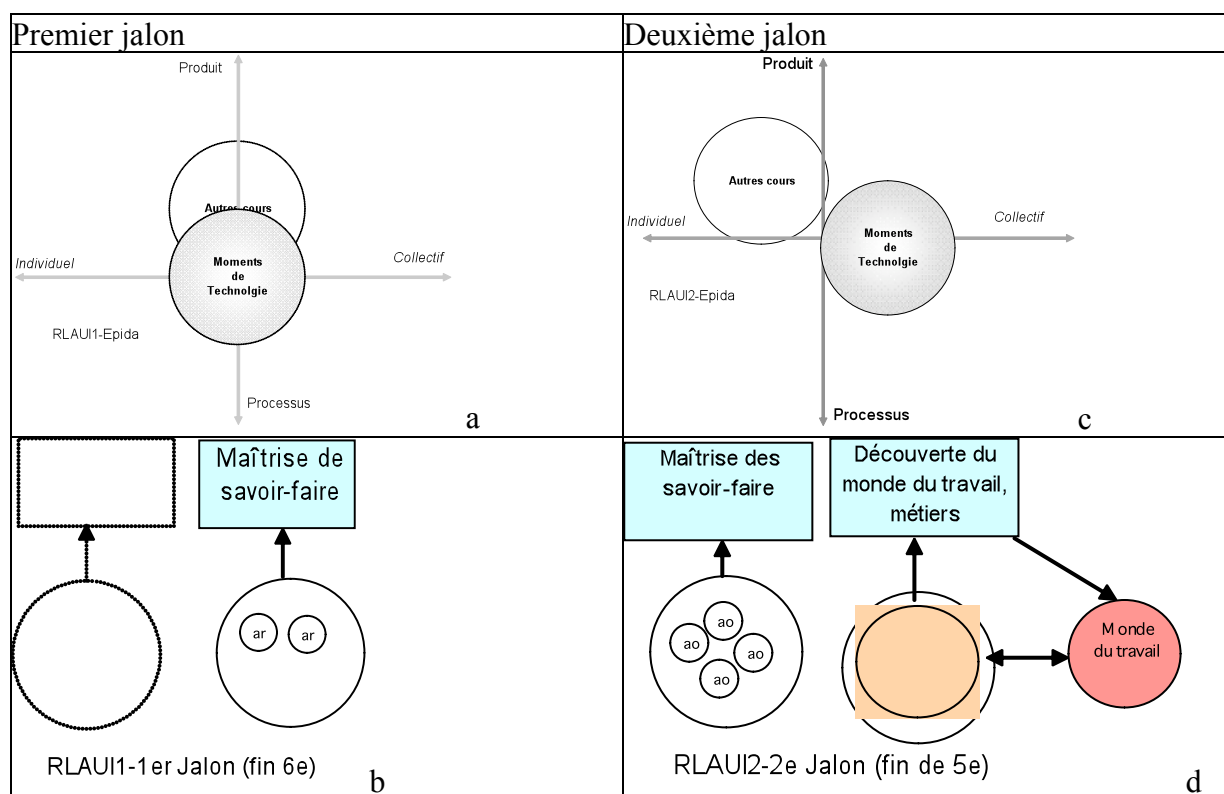 Premier jalon
Deuxième jalon
Produit
Autres cours
Individuel
Collectif
Moments
de
Technolgie
RLAUI1-Epida
Processus
a
Produit
Autres cours
Individuel
Collectif
Moments
de
Technolgie
RLAUI2-Epida
Processus
c
Maîtrise de
savoir-faire
ar
ar
RLAUI1-1er Jalon (fin 6e)
b
Maîtrise des
savoir-faire
Découverte du
monde du travail,
métiers
ao
ao
ao
ao
Monde
du travail
RLAUI2-2e Jalon (fin de 5e)
d